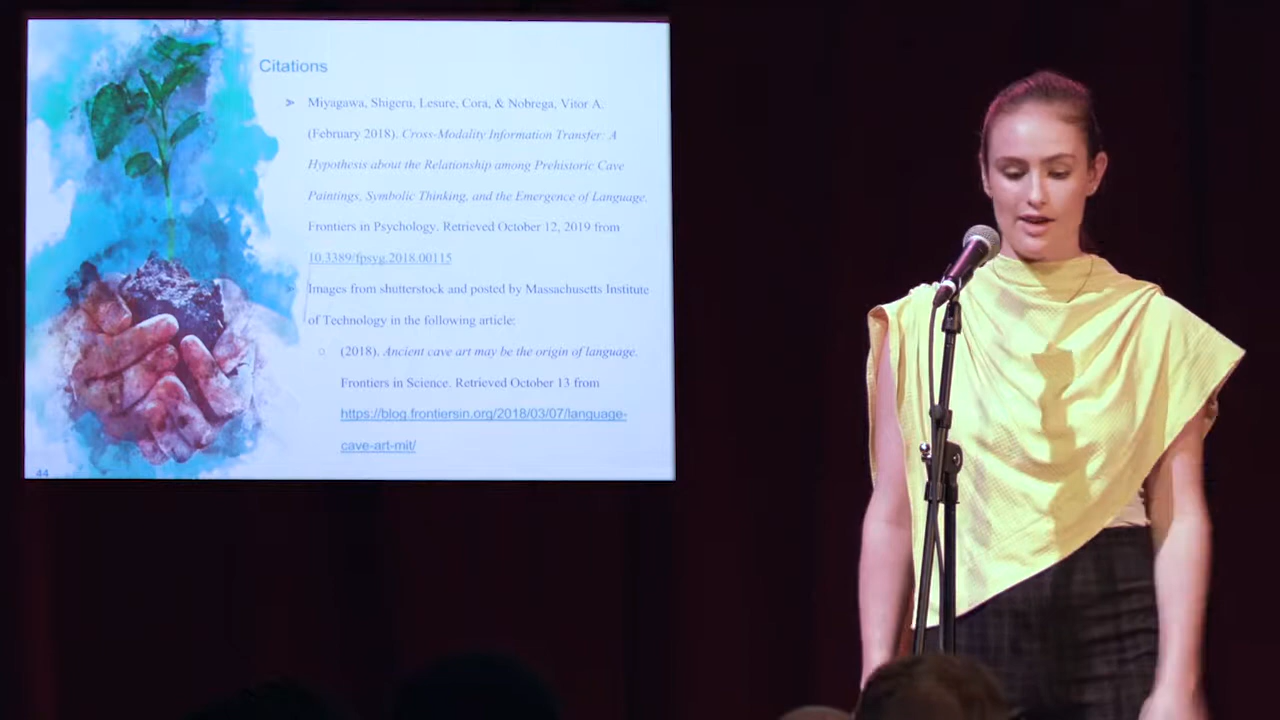 Citations
Miyagawa, Shigeru, Lesure, Cora, & Nobrega, Vitor A.
(February 2018). Cross-Modality Information Transfer: A
Hypothesis about the Relationship among Prehistoric Cave
Paintings, Symbolic Thinking, and the Emergence of Language.
Frontiers in Psychology. Retrieved October 12, 2019 from
10.3389/fpsyg.2018.00115
Images from shutterstock and posted by Massachusetts Institute
of Technology in the following article:
(2018). Ancient cave art may be the origin of language.
Frontiers in Science. Retrieved October 13 from
https://blog.frontiersin.org/2018/03/07/language-
cave-art-mit/
44